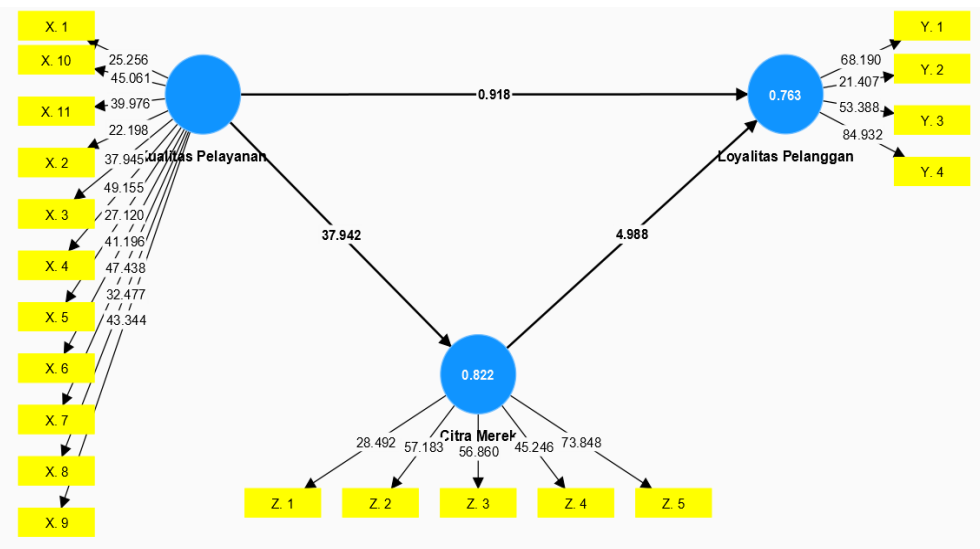 X. 1
X. 10
X. 11
X. 2
X. 3
X. 4
X. 5
X. 6
X. 7
X. 8
X. 9
25.256
45.061
39.976
22.198
37.945
49.155
27.120
41.196
47.438
32.477
43.344
ualitas Pelayanan
0.918
37.942
4.988
0.763
Loyalitas Pelanggan
68.190
21.407
53.388
84.932
Y. 1
Y. 2
Y. 3
Y. 4
0.822
Citra Merek
28.492
57.183
56.860
45.246
73.848
Z. 1
Z. 2
Z. 3
Z. 4
Z. 5